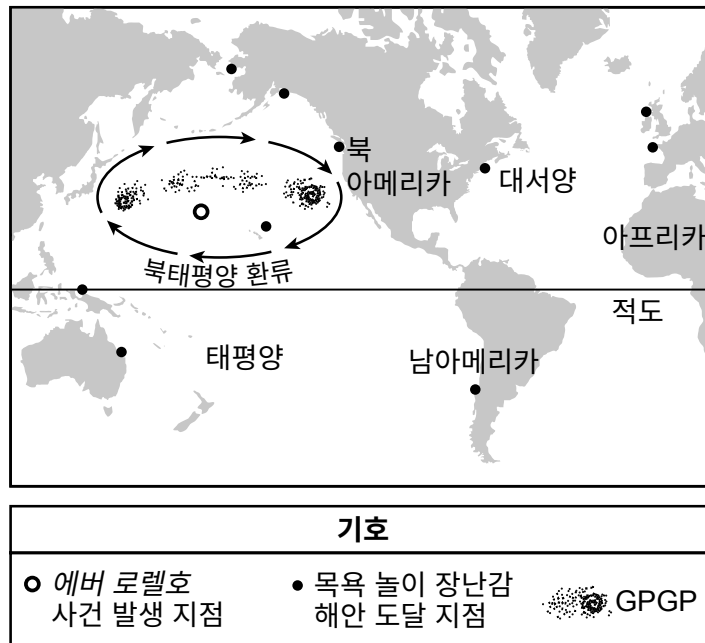 북
아메리카
대서양
아프리카
북태평양 환류
적도
태평양
남아메리카
기호
에버 로렐호
사건 발생 지점
목욕 놀이 장난감
해안 도달 지점
GPGP